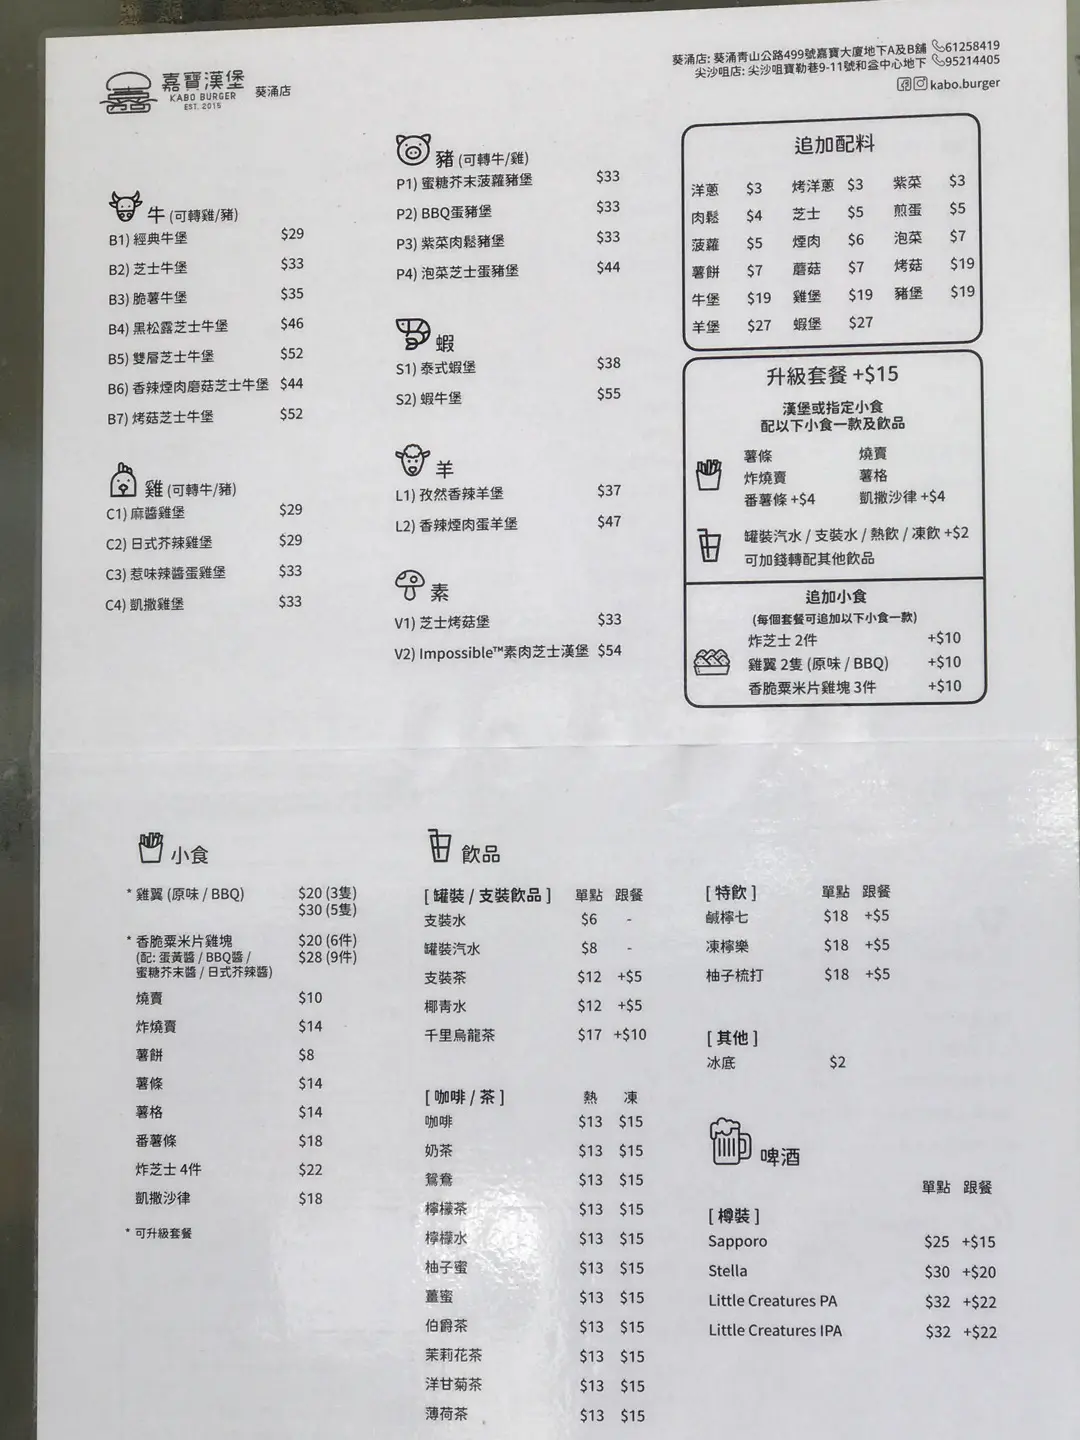 嘉寶漢堡
KABO BURGER
EST. 2015
葵涌店
葵涌店: 葵涌青山公路499號嘉寶大廈地下A及B舖 61258419
尖沙咀店: 尖沙咀寶勒巷9-11號和益中心地下 95214405
kabo.burger
牛 (可轉雞/豬)
B1) 經典牛堡 $29
B2) 芝士牛堡 $33
B3) 脆薯牛堡 $35
B4) 黑松露芝士牛堡 $46
B5) 雙層芝士牛堡 $52
B6) 香辣煙肉磨菇芝士牛堡 $44
B7) 烤菇芝士牛堡 $52
雞 (可轉牛/豬)
C1) 麻醬雞堡 $29
C2) 日式芥辣雞堡 $29
C3) 惹味辣醬蛋雞堡 $33
C4) 凱撒雞堡 $33
豬 (可轉牛/雞)
P1) 蜜糖芥末菠蘿豬堡 $33
P2) BBQ蛋豬堡 $33
P3) 紫菜肉鬆豬堡 $33
P4) 泡菜芝士蛋豬堡 $44
蝦
S1) 泰式蝦堡 $38
S2) 蝦牛堡 $55
羊
L1) 孜然香辣羊堡 $37
L2) 香辣煙肉蛋羊堡 $47
素
V1) 芝士烤菇堡 $33
V2) Impossible™素肉芝士漢堡 $54
追加配料
洋蔥 $3 烤洋蔥 $3 紫菜 $3
肉鬆 $4 芝士 $5 煎蛋 $5
菠蘿 $5 煙肉 $6 泡菜 $7
薯餅 $7 蘑菇 $7 烤菇 $19
牛堡 $19 雞堡 $19 豬堡 $19
羊堡 $27 蝦堡 $27
升級套餐 +$15
漢堡或指定小食
配以下小食一款及飲品
薯條 燒賣
炸燒賣 薯格
番薯條 +$4 凱撒沙律 +$4
罐裝汽水 / 支裝水 / 熱飲 / 凍飲 +$2
可加錢轉配其他飲品
追加小食
(每個套餐可追加以下小食一款)
炸芝士 2件 +$10
雞翼 2隻 (原味 / BBQ) +$10
香脆粟米片雞塊 3件 +$10
小食
* 雞翼 (原味 / BBQ) $20 (3隻)
$30 (5隻)
* 香脆粟米片雞塊 $20 (6件)
(配: 蛋黃醬 / BBQ醬 / $28 (9件)
蜜糖芥末醬 / 日式芥辣醬)
燒賣 $10
炸燒賣 $14
薯餅 $8
薯條 $14
薯格 $14
番薯條 $18
炸芝士 4件 $22
凱撒沙律 $18
* 可升級套餐
飲品
[ 罐裝 / 支裝飲品 ] 單點 跟餐
支裝水 $6 -
罐裝汽水 $8 -
支裝茶 $12 +$5
椰青水 $12 +$5
千里烏龍茶 $17 +$10
[ 咖啡 / 茶 ] 熱 凍
咖啡 $13 $15
奶茶 $13 $15
鴛鴦 $13 $15
檸檬茶 $13 $15
檸檬水 $13 $15
柚子蜜 $13 $15
薑蜜 $13 $15
伯爵茶 $13 $15
茉莉花茶 $13 $15
洋甘菊茶 $13 $15
薄荷茶 $13 $15
[ 特飲 ] 單點 跟餐
鹹檸七 $18 +$5
凍檸樂 $18 +$5
柚子梳打 $18 +$5
[ 其他 ]
冰底 $2
啤酒
單點 跟餐
[ 樽裝 ]
Sapporo $25 +$15
Stella $30 +$20
Little Creatures PA $32 +$22
Little Creatures IPA $32 +$22